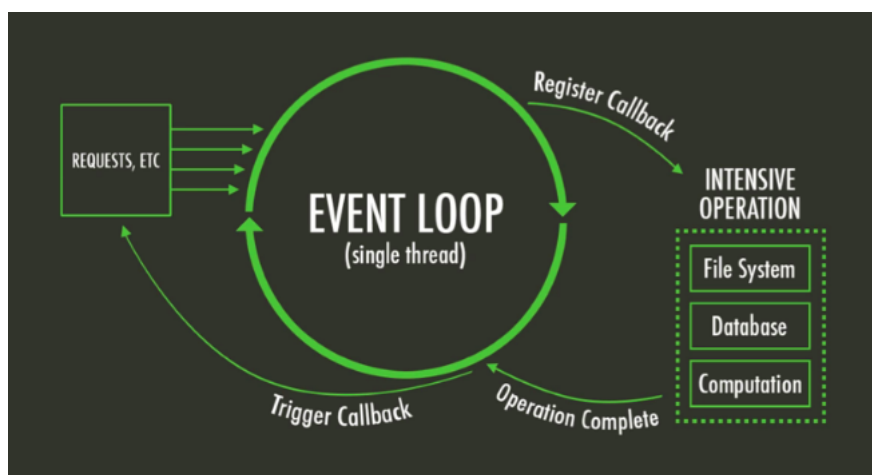 REQUESTS, ETC
EVENT LOOP
(single thread)
Register Callback
INTENSIVE
OPERATION
File System
Database
Computation
Operation Complete
Trigger Callback